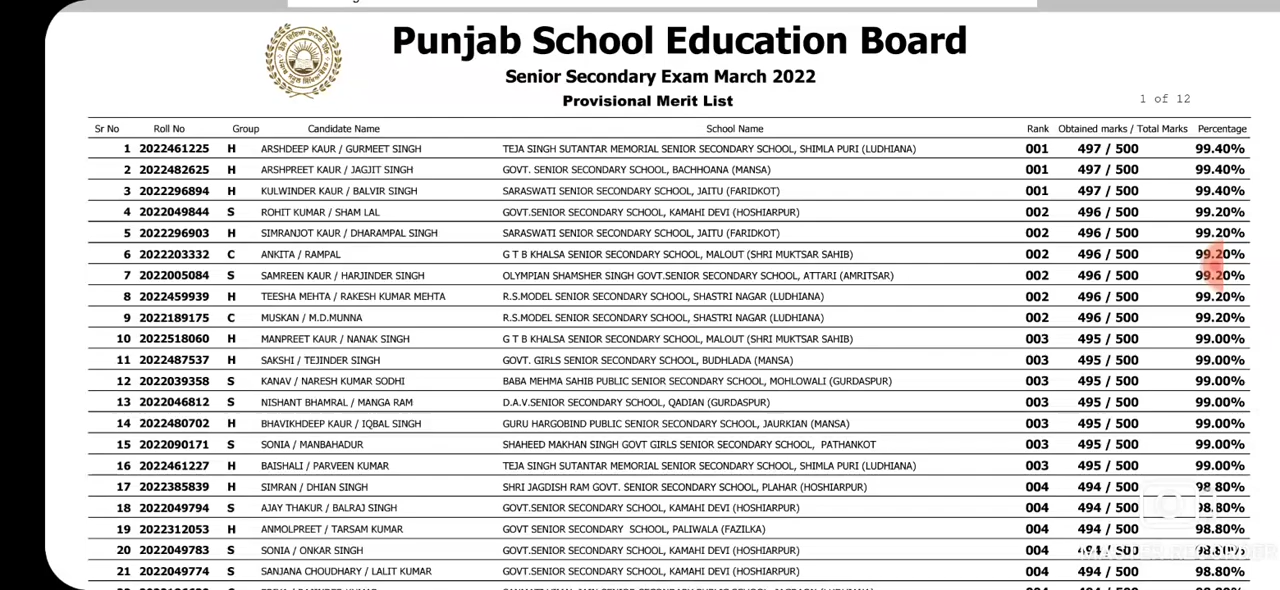 Punjab School Education Board
Senior Secondary Exam March 2022
Provisional Merit List
1 of 12
Sr No Roll No Group Candidate Name School Name Rank Obtained marks / Total Marks Percentage
1 2022461225 H ARSHDEEP KAUR / GURMEET SINGH TEJA SINGH SUTANTAR MEMORIAL SENIOR SECONDARY SCHOOL, SHIMLA PURI (LUDHIANA) 001 497 / 500 99.40%
2 2022482625 H ARSHPREET KAUR / JAGJIT SINGH GOVT. SENIOR SECONDARY SCHOOL, BACHHOANA (MANSA) 001 497 / 500 99.40%
3 2022296894 H KULWINDER KAUR / BALVIR SINGH SARASWATI SENIOR SECONDARY SCHOOL, JAITU (FARIDKOT) 001 497 / 500 99.40%
4 2022049844 S ROHIT KUMAR / SHAM LAL GOVT.SENIOR SECONDARY SCHOOL, KAMAHI DEVI (HOSHIARPUR) 002 496 / 500 99.20%
5 2022296903 H SIMRANJOT KAUR / DHARAMPAL SINGH SARASWATI SENIOR SECONDARY SCHOOL, JAITU (FARIDKOT) 002 496 / 500 99.20%
6 2022203332 C ANKITA / RAMPAL G T B KHALSA SENIOR SECONDARY SCHOOL, MALOUT (SHRI MUKTSAR SAHIB) 002 496 / 500 99.20%
7 2022005084 S SAMREEN KAUR / HARJINDER SINGH OLYMPIAN SHAMSHER SINGH GOVT.SENIOR SECONDARY SCHOOL, ATTARI (AMRITSAR) 002 496 / 500 99.20%
8 2022459939 H TEESHA MEHTA / RAKESH KUMAR MEHTA R.S.MODEL SENIOR SECONDARY SCHOOL, SHASTRI NAGAR (LUDHIANA) 002 496 / 500 99.20%
9 2022189175 C MUSKAN / M.D.MUNNA R.S.MODEL SENIOR SECONDARY SCHOOL, SHASTRI NAGAR (LUDHIANA) 002 496 / 500 99.20%
10 2022518060 H MANPREET KAUR / NANAK SINGH G T B KHALSA SENIOR SECONDARY SCHOOL, MALOUT (SHRI MUKTSAR SAHIB) 003 495 / 500 99.00%
11 2022487537 H SAKSHI / TEJINDER SINGH GOVT. GIRLS SENIOR SECONDARY SCHOOL, BUDHLADA (MANSA) 003 495 / 500 99.00%
12 2022039358 S KANAV / NARESH KUMAR SODHI BABA MEHMA SAHIB PUBLIC SENIOR SECONDARY SCHOOL, MOHLOWALI (GURDASPUR) 003 495 / 500 99.00%
13 2022046812 S NISHANT BHAMRAL / MANGA RAM D.A.V.SENIOR SECONDARY SCHOOL, QADIAN (GURDASPUR) 003 495 / 500 99.00%
14 2022480702 H BHAVIKHDEEP KAUR / IQBAL SINGH GURU HARGOBIND PUBLIC SENIOR SECONDARY SCHOOL, JAURKIAN (MANSA) 003 495 / 500 99.00%
15 2022090171 S SONIA / MANBAHADUR SHAHEED MAKHAN SINGH GOVT GIRLS SENIOR SECONDARY SCHOOL, PATHANKOT 003 495 / 500 99.00%
16 2022461227 H BAISHALI / PARVEEN KUMAR TEJA SINGH SUTANTAR MEMORIAL SENIOR SECONDARY SCHOOL, SHIMLA PURI (LUDHIANA) 003 495 / 500 99.00%
17 2022385839 H SIMRAN / DHIAN SINGH SHRI JAGDISH RAM GOVT. SENIOR SECONDARY SCHOOL, PLAHAR (HOSHIARPUR) 004 494 / 500 98.80%
18 2022049794 S AJAY THAKUR / BALRAJ SINGH GOVT.SENIOR SECONDARY SCHOOL, KAMAHI DEVI (HOSHIARPUR) 004 494 / 500 98.80%
19 2022312053 H ANMOLPREET / TARSAM KUMAR GOVT SENIOR SECONDARY SCHOOL, PALIWALA (FAZILKA) 004 494 / 500 98.80%
20 2022049783 S SONIA / ONKAR SINGH GOVT.SENIOR SECONDARY SCHOOL, KAMAHI DEVI (HOSHIARPUR) 004 494 / 500 98.80%
21 2022049774 S SANJANA CHOUDHARY / LALIT KUMAR GOVT.SENIOR SECONDARY SCHOOL, KAMAHI DEVI (HOSHIARPUR) 004 494 / 500 98.80%